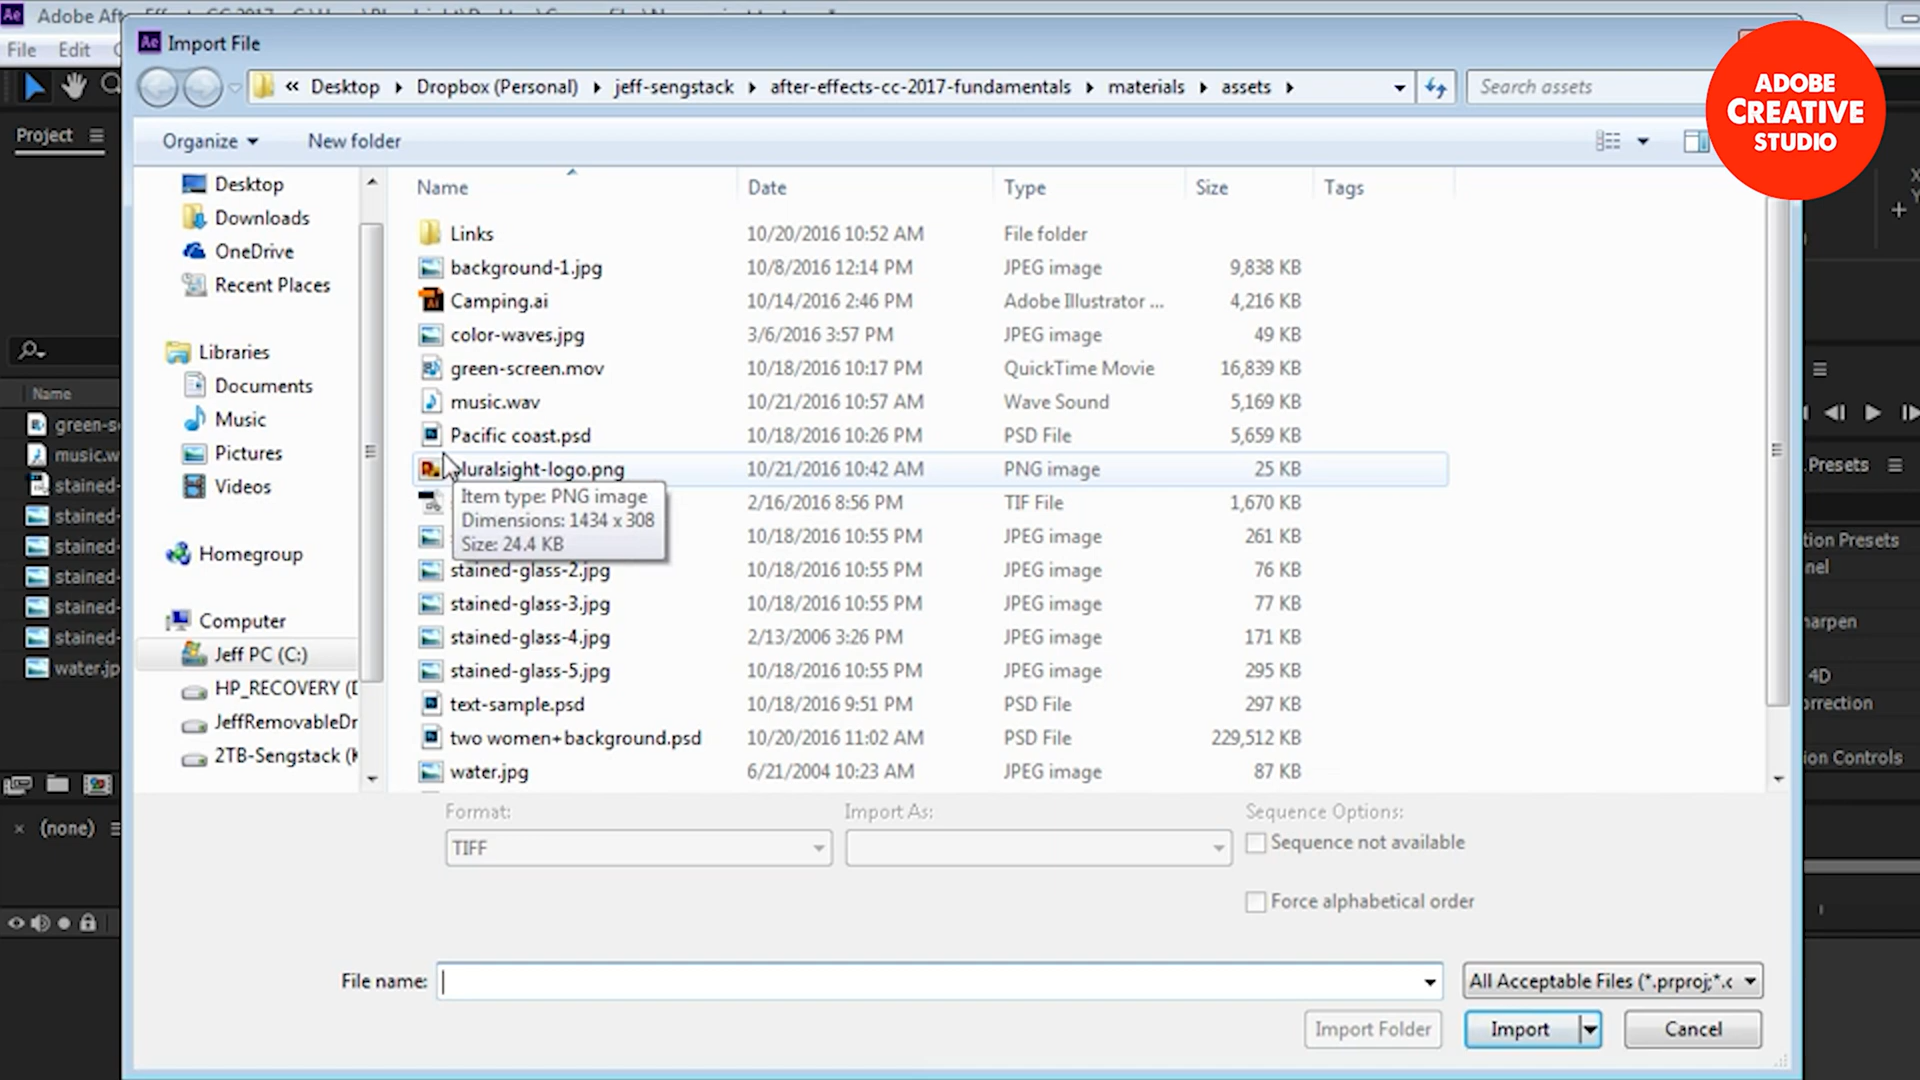 Import File
File Edit
« Desktop Dropbox (Personal) jeff-sengstack after-effects-cc-2017-fundamentals materials assets
Search assets
ADOBE
CREATIVE
STUDIO
Project
Organize
New folder
Name Date Type Size Tags
Desktop
Downloads
OneDrive
Recent Places
Libraries
Documents
Music
Pictures
Videos
Homegroup
Computer
Jeff PC (C:)
HP_RECOVERY (D
JeffRemovableDr
2TB-Sengstack (K
Links 10/20/2016 10:52 AM File folder
background-1.jpg 10/8/2016 12:14 PM JPEG image 9,838 KB
Camping.ai 10/14/2016 2:46 PM Adobe Illustrator ... 4,216 KB
color-waves.jpg 3/6/2016 3:57 PM JPEG image 49 KB
green-screen.mov 10/18/2016 10:17 PM QuickTime Movie 16,839 KB
music.wav 10/21/2016 10:57 AM Wave Sound 5,169 KB
Pacific coast.psd 10/18/2016 10:26 PM PSD File 5,659 KB
luralsight-logo.png 10/21/2016 10:42 AM PNG image 25 KB
2/16/2016 8:56 PM TIF File 1,670 KB
10/18/2016 10:55 PM JPEG image 261 KB
Item type: PNG image
Dimensions: 1434 x 308
Size: 24.4 KB
stained-glass-2.jpg 10/18/2016 10:55 PM JPEG image 76 KB
stained-glass-3.jpg 10/18/2016 10:55 PM JPEG image 77 KB
stained-glass-4.jpg 2/13/2006 3:26 PM JPEG image 171 KB
stained-glass-5.jpg 10/18/2016 10:55 PM JPEG image 295 KB
text-sample.psd 10/18/2016 9:51 PM PSD File 297 KB
two women+background.psd 10/20/2016 11:02 AM PSD File 229,512 KB
water.jpg 6/21/2004 10:23 AM JPEG image 87 KB
Name
green-s
music.w
stained-
stained-
stained-
stained-
stained-
stained-
water.jp
(none)
Presets
tion Presets
nel
harpen
4D
orrection
ion Controls
Format:
TIFF
Import As:
Sequence Options:
Sequence not available
Force alphabetical order
File name:
All Acceptable Files (*.prproj;*.c
Import Folder
Import
Cancel